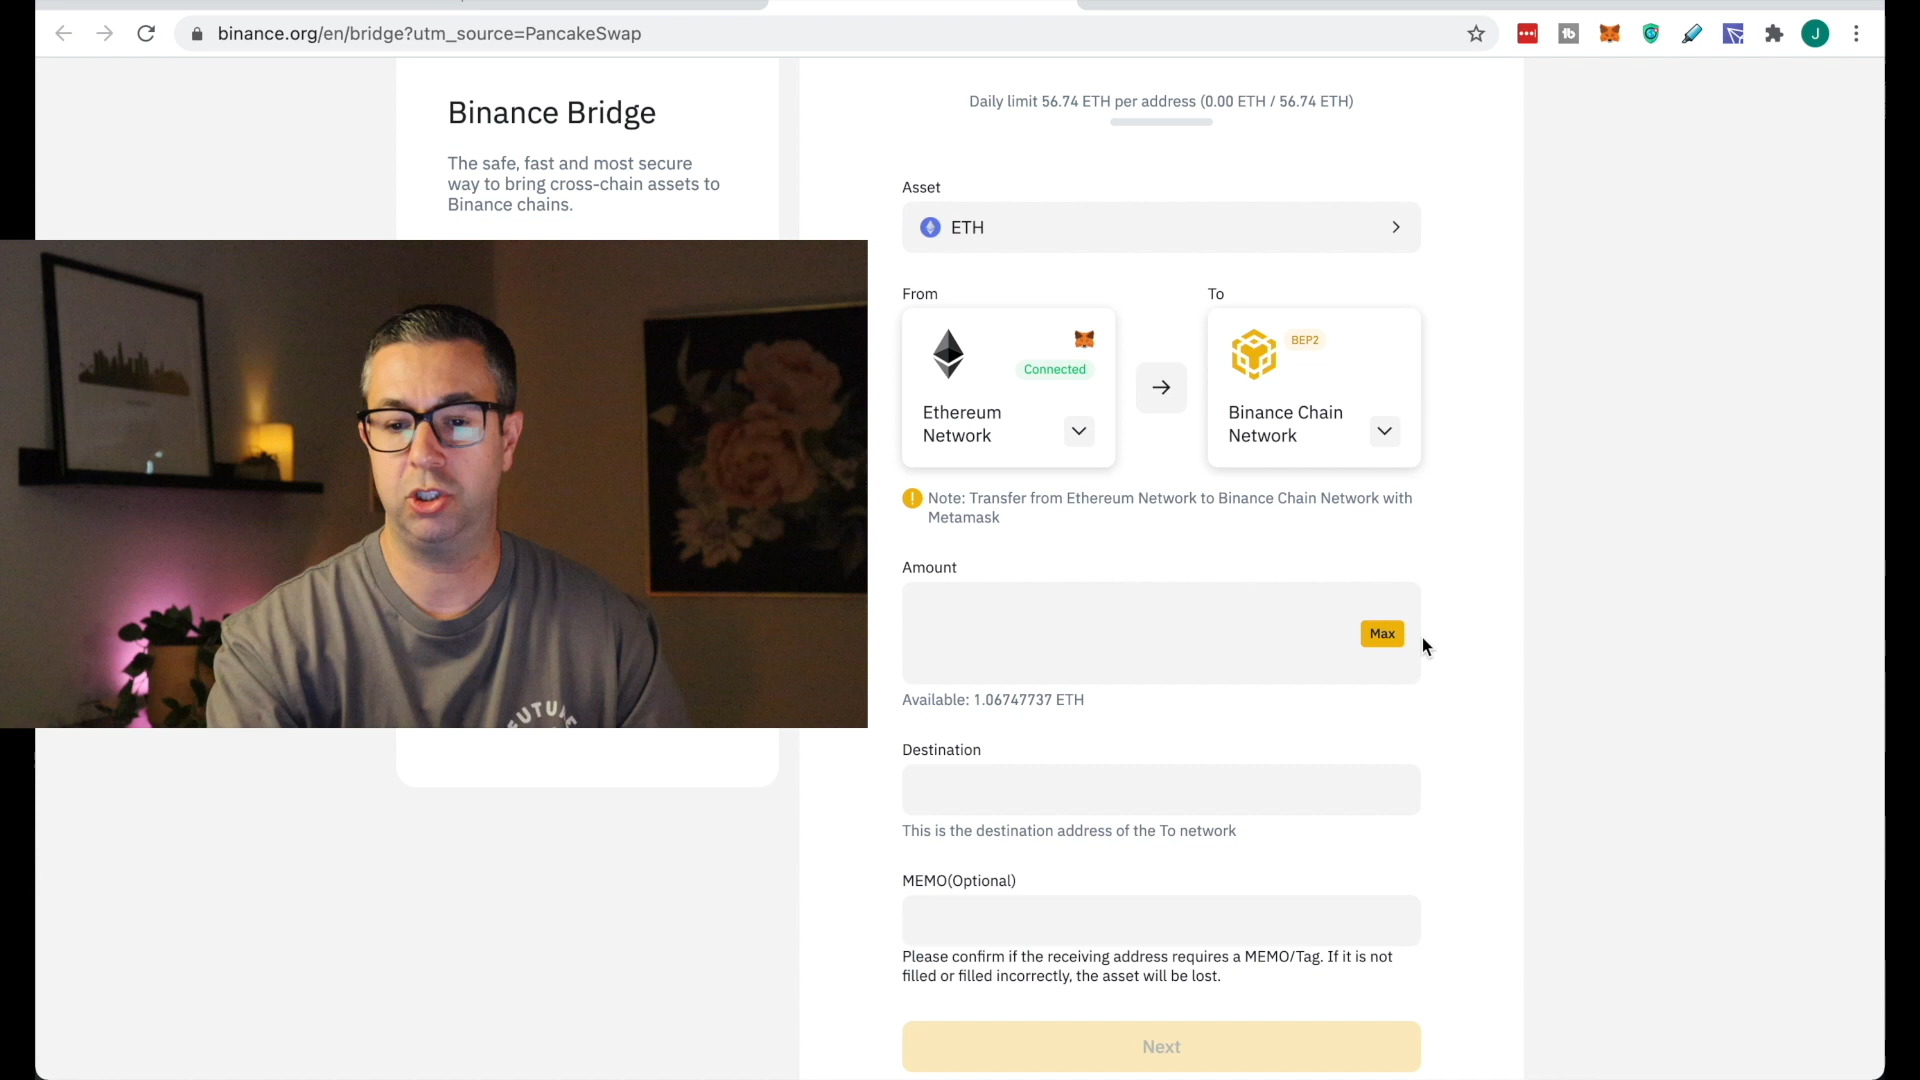 binance.org/en/bridge?utm_source=PancakeSwap
J
Binance Bridge
The safe, fast and most secure
way to bring cross-chain assets to
Binance chains.
Daily limit 56.74 ETH per address (0.00 ETH / 56.74 ETH)
Asset
ETH
From
To
Connected
Ethereum
Network
BEP2
Binance Chain
Network
Note: Transfer from Ethereum Network to Binance Chain Network with
Metamask
Amount
Max
Available: 1.06747737 ETH
Destination
This is the destination address of the To network
MEMO(Optional)
Please confirm if the receiving address requires a MEMO/Tag. If it is not
filled or filled incorrectly, the asset will be lost.
Next
FUTURE